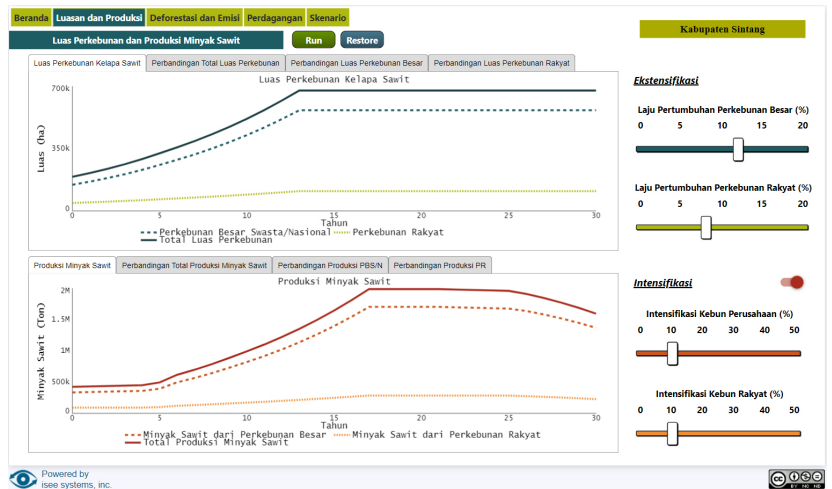 Beranda Luasan dan Produksi Deforestasi dan Emisi Perdagangan Skenario
Luas Perkebunan dan Produksi Minyak Sawit Run Restore
Kabupaten Sintang
Luas Perkebunan Kelapa Sawit Perbandingan Total Luas Perkebunan Perbandingan Luas Perkebunan Besar Perbandingan Luas Perkebunan Rakyat
Luas Perkebunan Kelapa Sawit
Luas (ha)
700k
350k
0
0 5 10 15 20 25 30
Tahun
Perkebunan Besar Swasta/Nasional Perkebunan Rakyat
Total Luas Perkebunan
Ekstensifikasi
Laju Pertumbuhan Perkebunan Besar (%)
0 5 10 15 20
Laju Pertumbuhan Perkebunan Rakyat (%)
0 5 10 15 20
Produksi Minyak Sawit Perbandingan Total Produksi Minyak Sawit Perbandingan Produksi PBS/N Perbandingan Produksi PR
Produksi Minyak Sawit
Minyak Sawit (Ton)
2M
1.5M
1M
500k
0
0 5 10 15 20 25 30
Tahun
Minyak Sawit dari Perkebunan Besar Minyak Sawit dari Perkebunan Rakyat
Total Produksi Minyak Sawit
Intensifikasi
Intensifikasi Kebun Perusahaan (%)
0 10 20 30 40 50
Intensifikasi Kebun Rakyat (%)
0 10 20 30 40 50
Powered by
isee systems, inc.
cc
BY NC ND